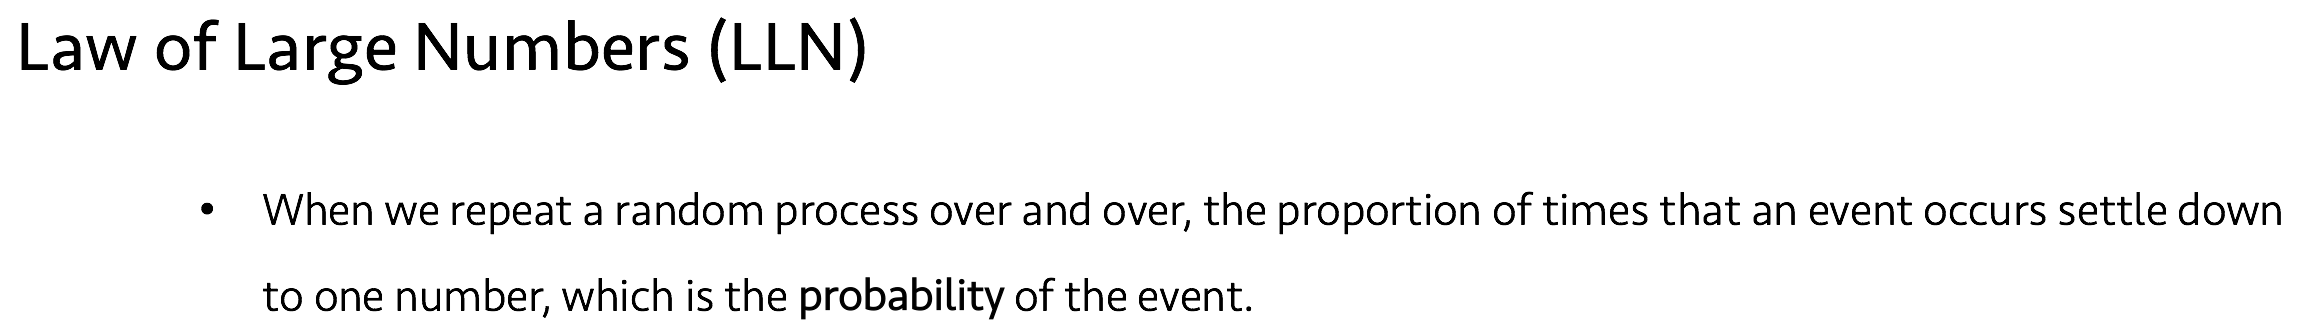 Law of Large Numbers (LLN)
• When we repeat a random process over and over, the proportion of times that an event occurs settle down
to one number, which is the probability of the event.